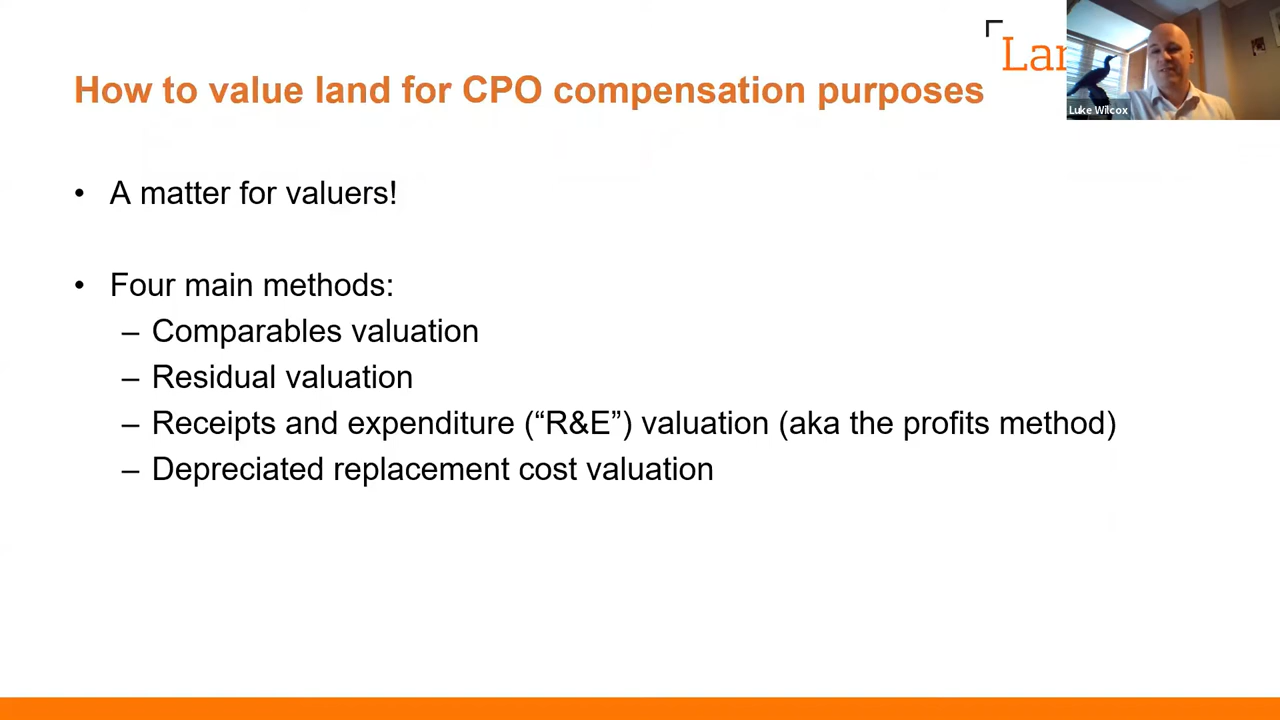 How to value land for CPO compensation purposes
Luke Wilcox
• A matter for valuers!
• Four main methods:
– Comparables valuation
– Residual valuation
– Receipts and expenditure (“R&E”) valuation (aka the profits method)
– Depreciated replacement cost valuation